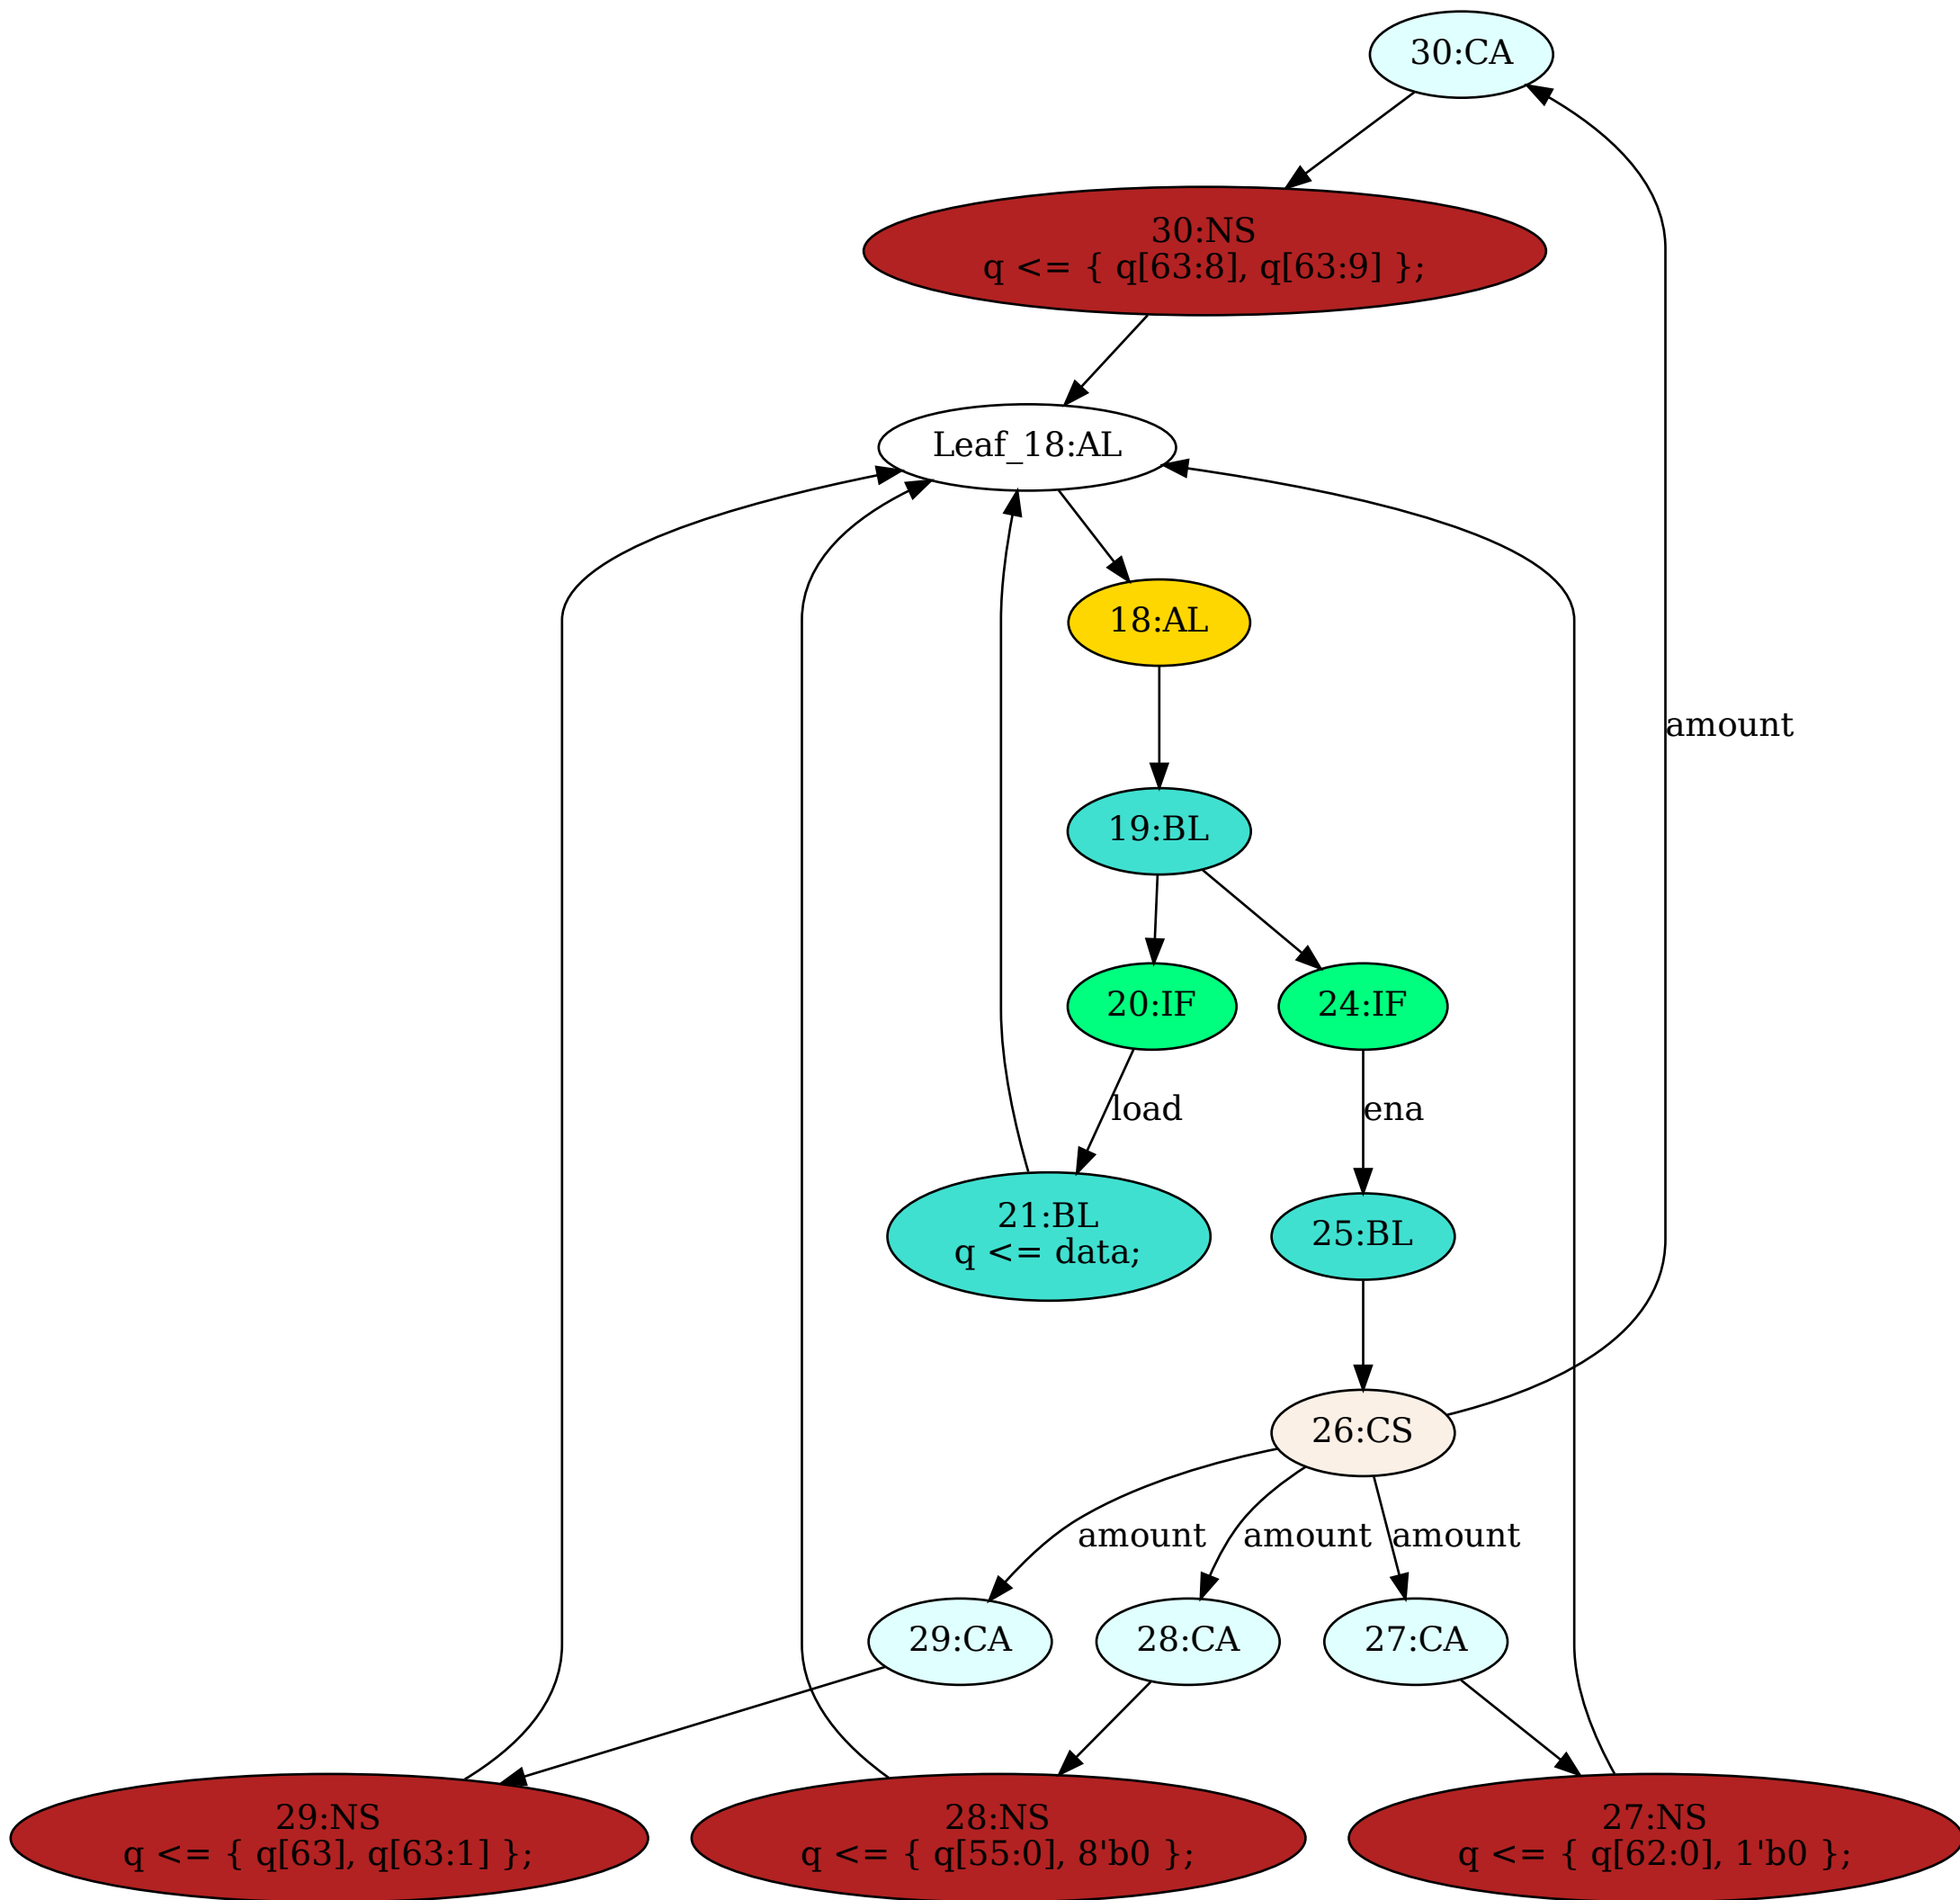 30:CA
30:NS
q <= { q[63:8], q[63:9] };
Leaf_18:AL
18:AL
amount
19:BL
20:IF
24:IF
load
ena
21:BL
q <= data;
25:BL
26:CS
amount
amount
amount
29:CA
28:CA
27:CA
29:NS
q <= { q[63], q[63:1] };
28:NS
q <= { q[55:0], 8'b0 };
27:NS
q <= { q[62:0], 1'b0 };